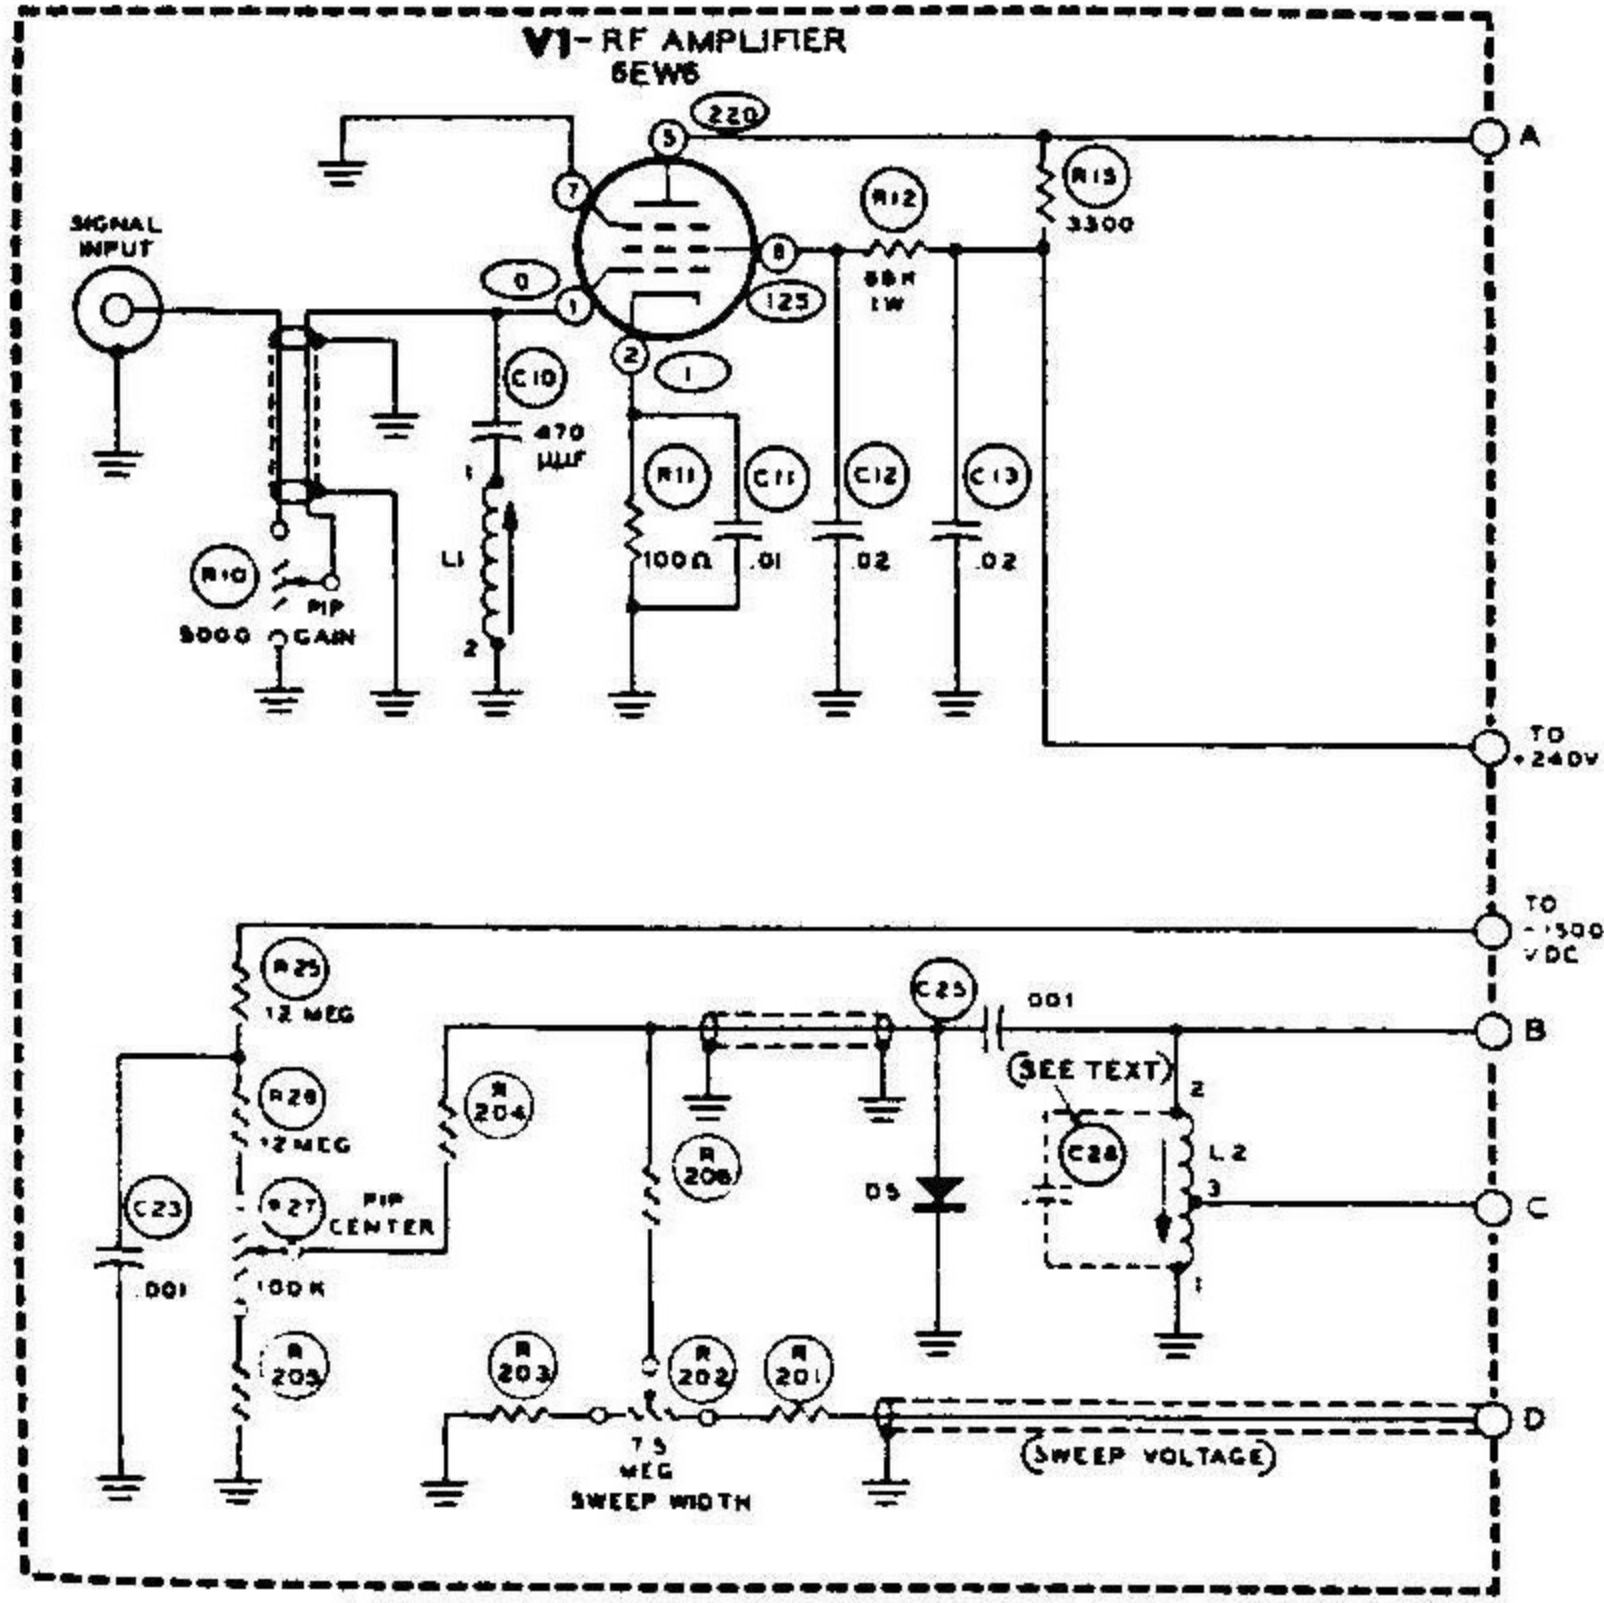 V1-RF AMPLIFIER
6EW6
220
5
A
7
R12
R13
3300
SIGNAL
INPUT
0
8
1W
1
125
2
1
C10
470
µµF
R11
C11
C12
C13
1
L1
100Ω
.01
.02
.02
R10
PIP
5000
GAIN
2
TO
+240V
TO
-1500
VDC
R25
12 MEG
C25
.001
B
(SEE TEXT)
2
R26
12 MEG
R
204
R
206
C28
L2
C23
R27
PIP
CENTER
D5
3
C
.001
100K
1
R
205
R
203
R
202
R
201
D
7.5
MEG
SWEEP WIDTH
(SWEEP VOLTAGE)